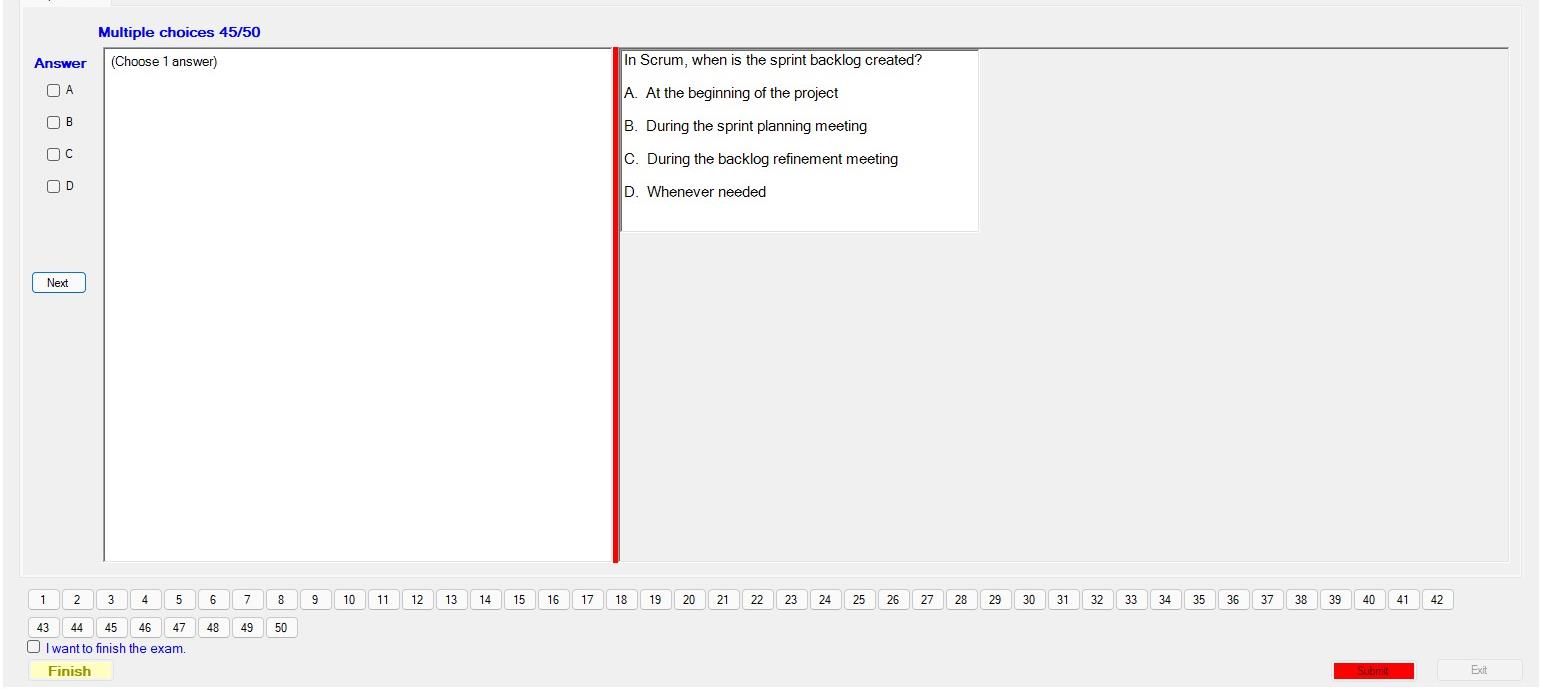 Multiple choices 45/50
Answer
(Choose 1 answer)
A
B
C
D
Next
In Scrum, when is the sprint backlog created?
A. At the beginning of the project
B. During the sprint planning meeting
C. During the backlog refinement meeting
D. Whenever needed
1 2 3 4 5 6 7 8 9 10 11 12 13 14 15 16 17 18 19 20 21 22 23 24 25 26 27 28 29 30 31 32 33 34 35 36 37 38 39 40 41 42
43 44 45 46 47 48 49 50
I want to finish the exam.
Finish
Submit
Exit